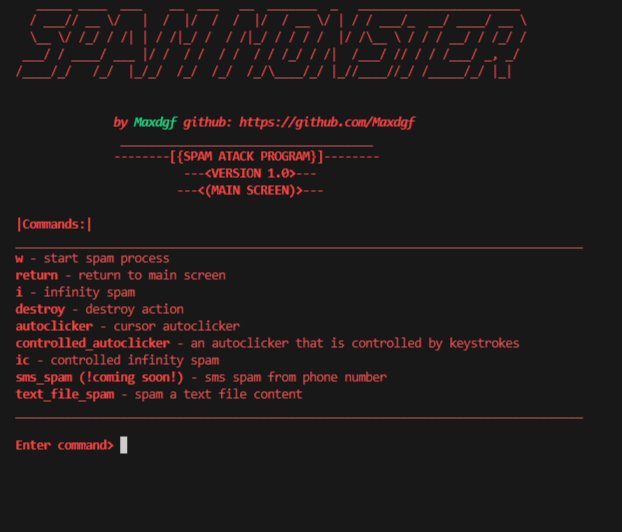 by Maxdgf github: https://github.com/Maxdgf
--------[{SPAM ATACK PROGRAM}]--------
---<VERSION 1.0>---
---<(MAIN SCREEN)>---
|Commands:|
w - start spam process
return - return to main screen
i - infinity spam
destroy - destroy action
autoclicker - cursor autoclicker
controlled_autoclicker - an autoclicker that is controlled by keystrokes
ic - controlled infinity spam
sms_spam (!coming soon!) - sms spam from phone number
text_file_spam - spam a text file content
Enter command>